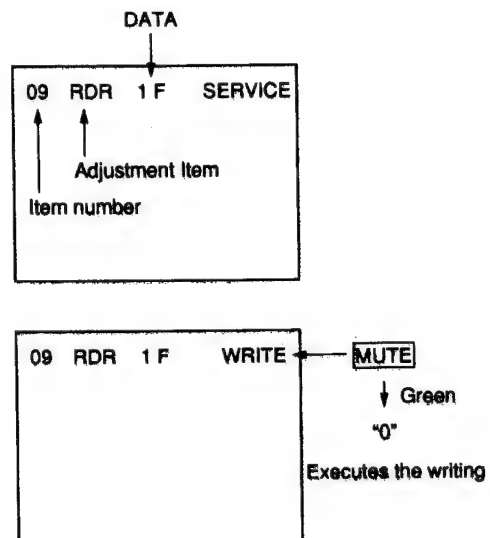 DATA
09 RDR 1 F SERVICE
Adjustment Item
Item number
09 RDR 1 F WRITE MUTE
Green
"0"
Executes the writing